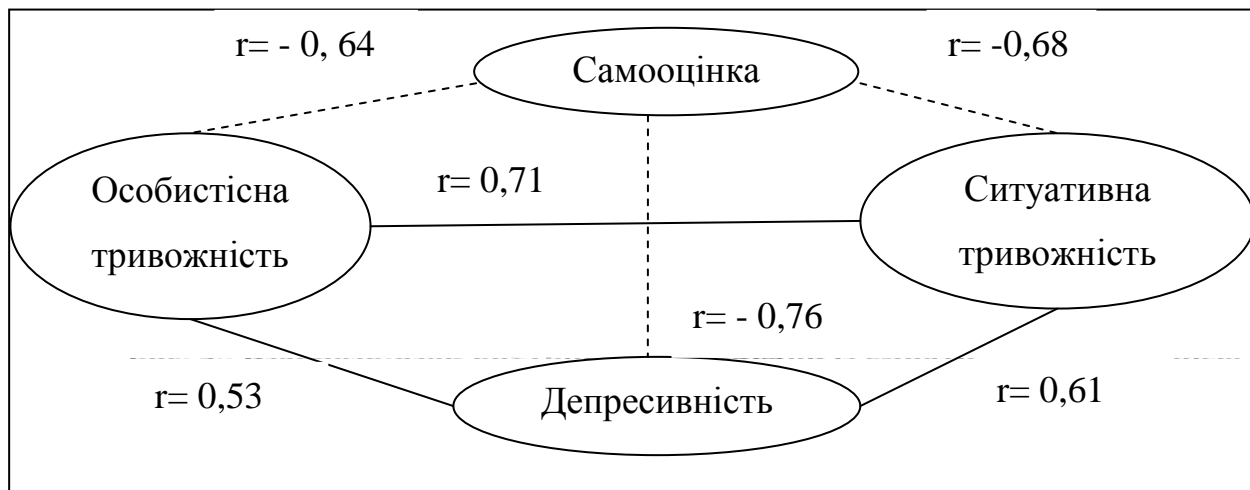 r= - 0, 64
r= -0,68
Самооцінка
Особистісна
тривожність
r= 0,71
Ситуативна
тривожність
r= - 0,76
r= 0,53
Депресивність
r= 0,61